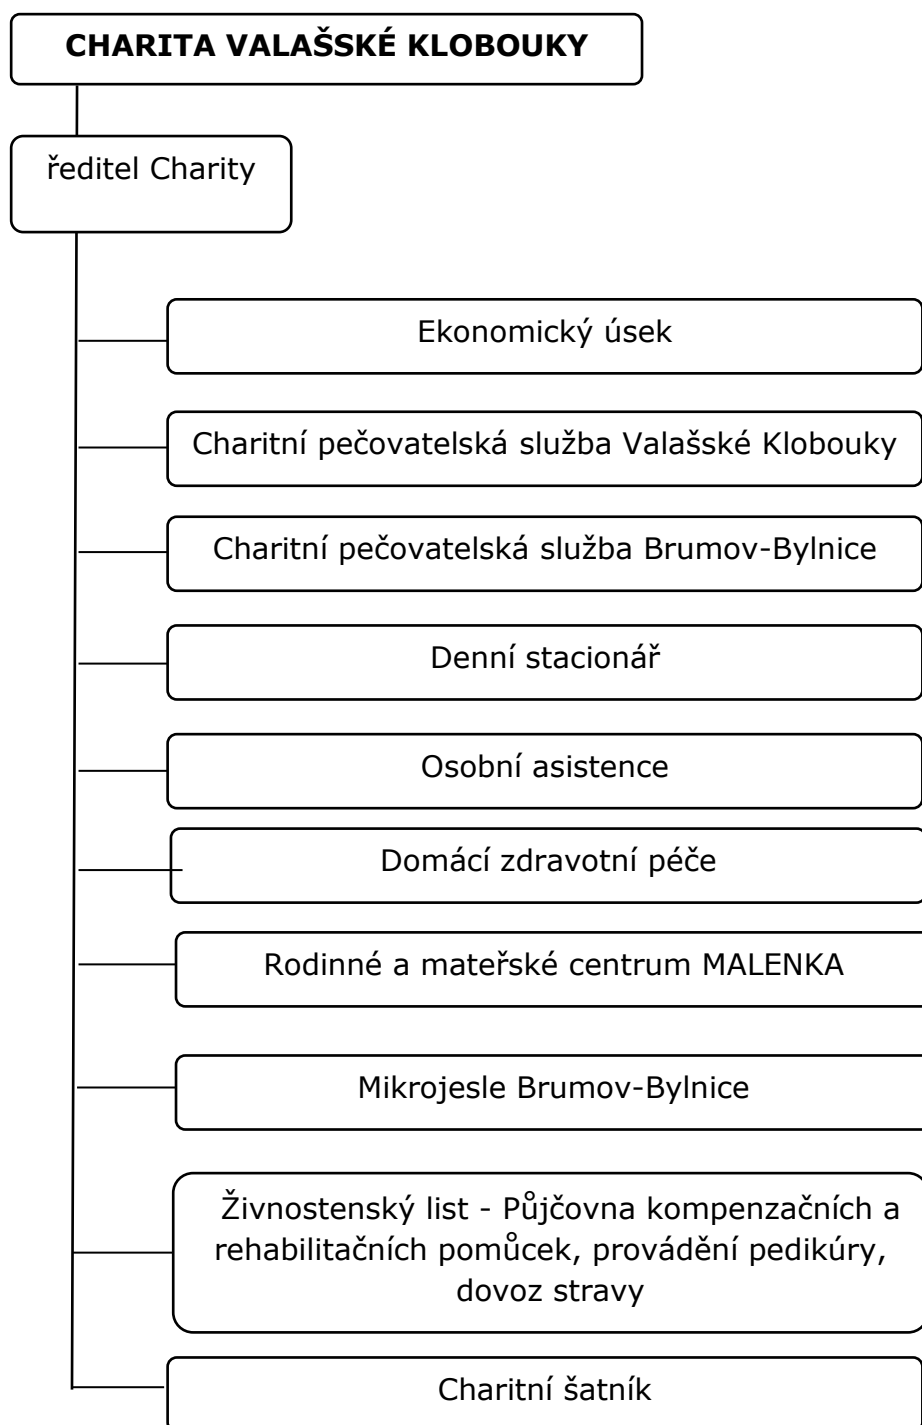 CHARITA VALAŠSKÉ KLOBOUKY
ředitel Charity
Ekonomický úsek
Charitní pečovatelská služba Valašské Klobouky
Charitní pečovatelská služba Brumov-Bylnice
Denní stacionář
Osobní asistence
Domácí zdravotní péče
Rodinné a mateřské centrum MALENKA
Mikrojesle Brumov-Bylnice
Živnostenský list - Půjčovna kompenzačních a
rehabilitačních pomůcek, provádění pedikúry,
dovoz stravy
Charitní šatník